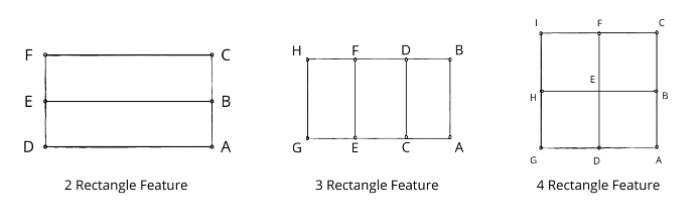 F C
E B
D A
2 Rectangle Feature
H F D B
G E C A
3 Rectangle Feature
I F C
H E B
G D A
4 Rectangle Feature